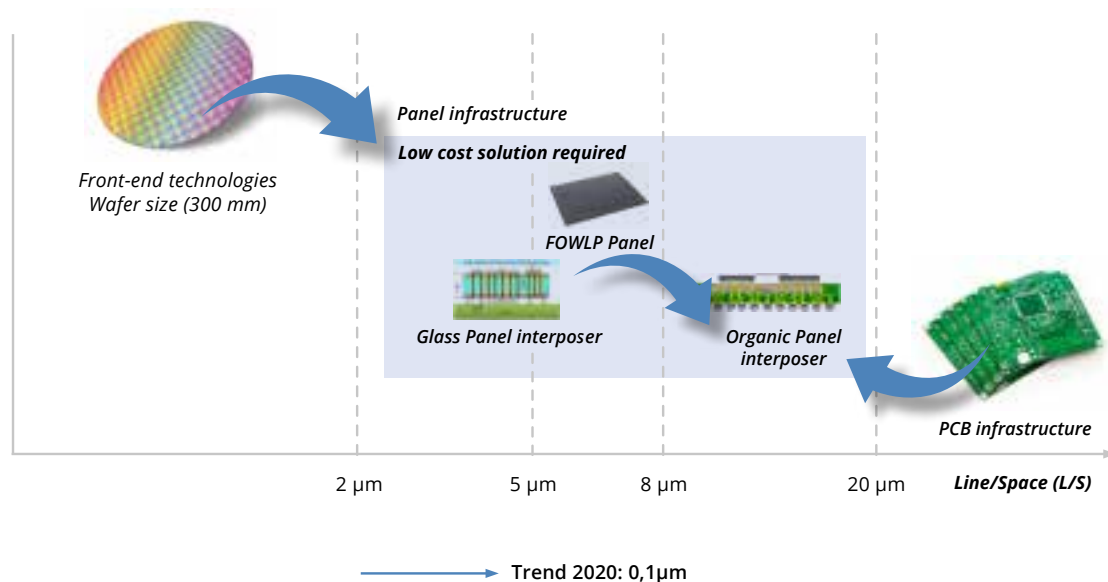 Panel infrastructure
Low cost solution required
Front-end technologies
Wafer size (300 mm)
FOWLP Panel
Glass Panel interposer
Organic Panel
interposer
PCB infrastructure
2 µm
5 µm
8 µm
20 µm
Line/Space (L/S)
Trend 2020: 0,1µm